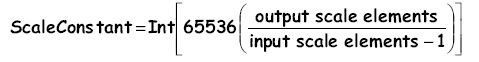 ScaleConstant = Int[65536(output scale elements / input scale elements − 1)]